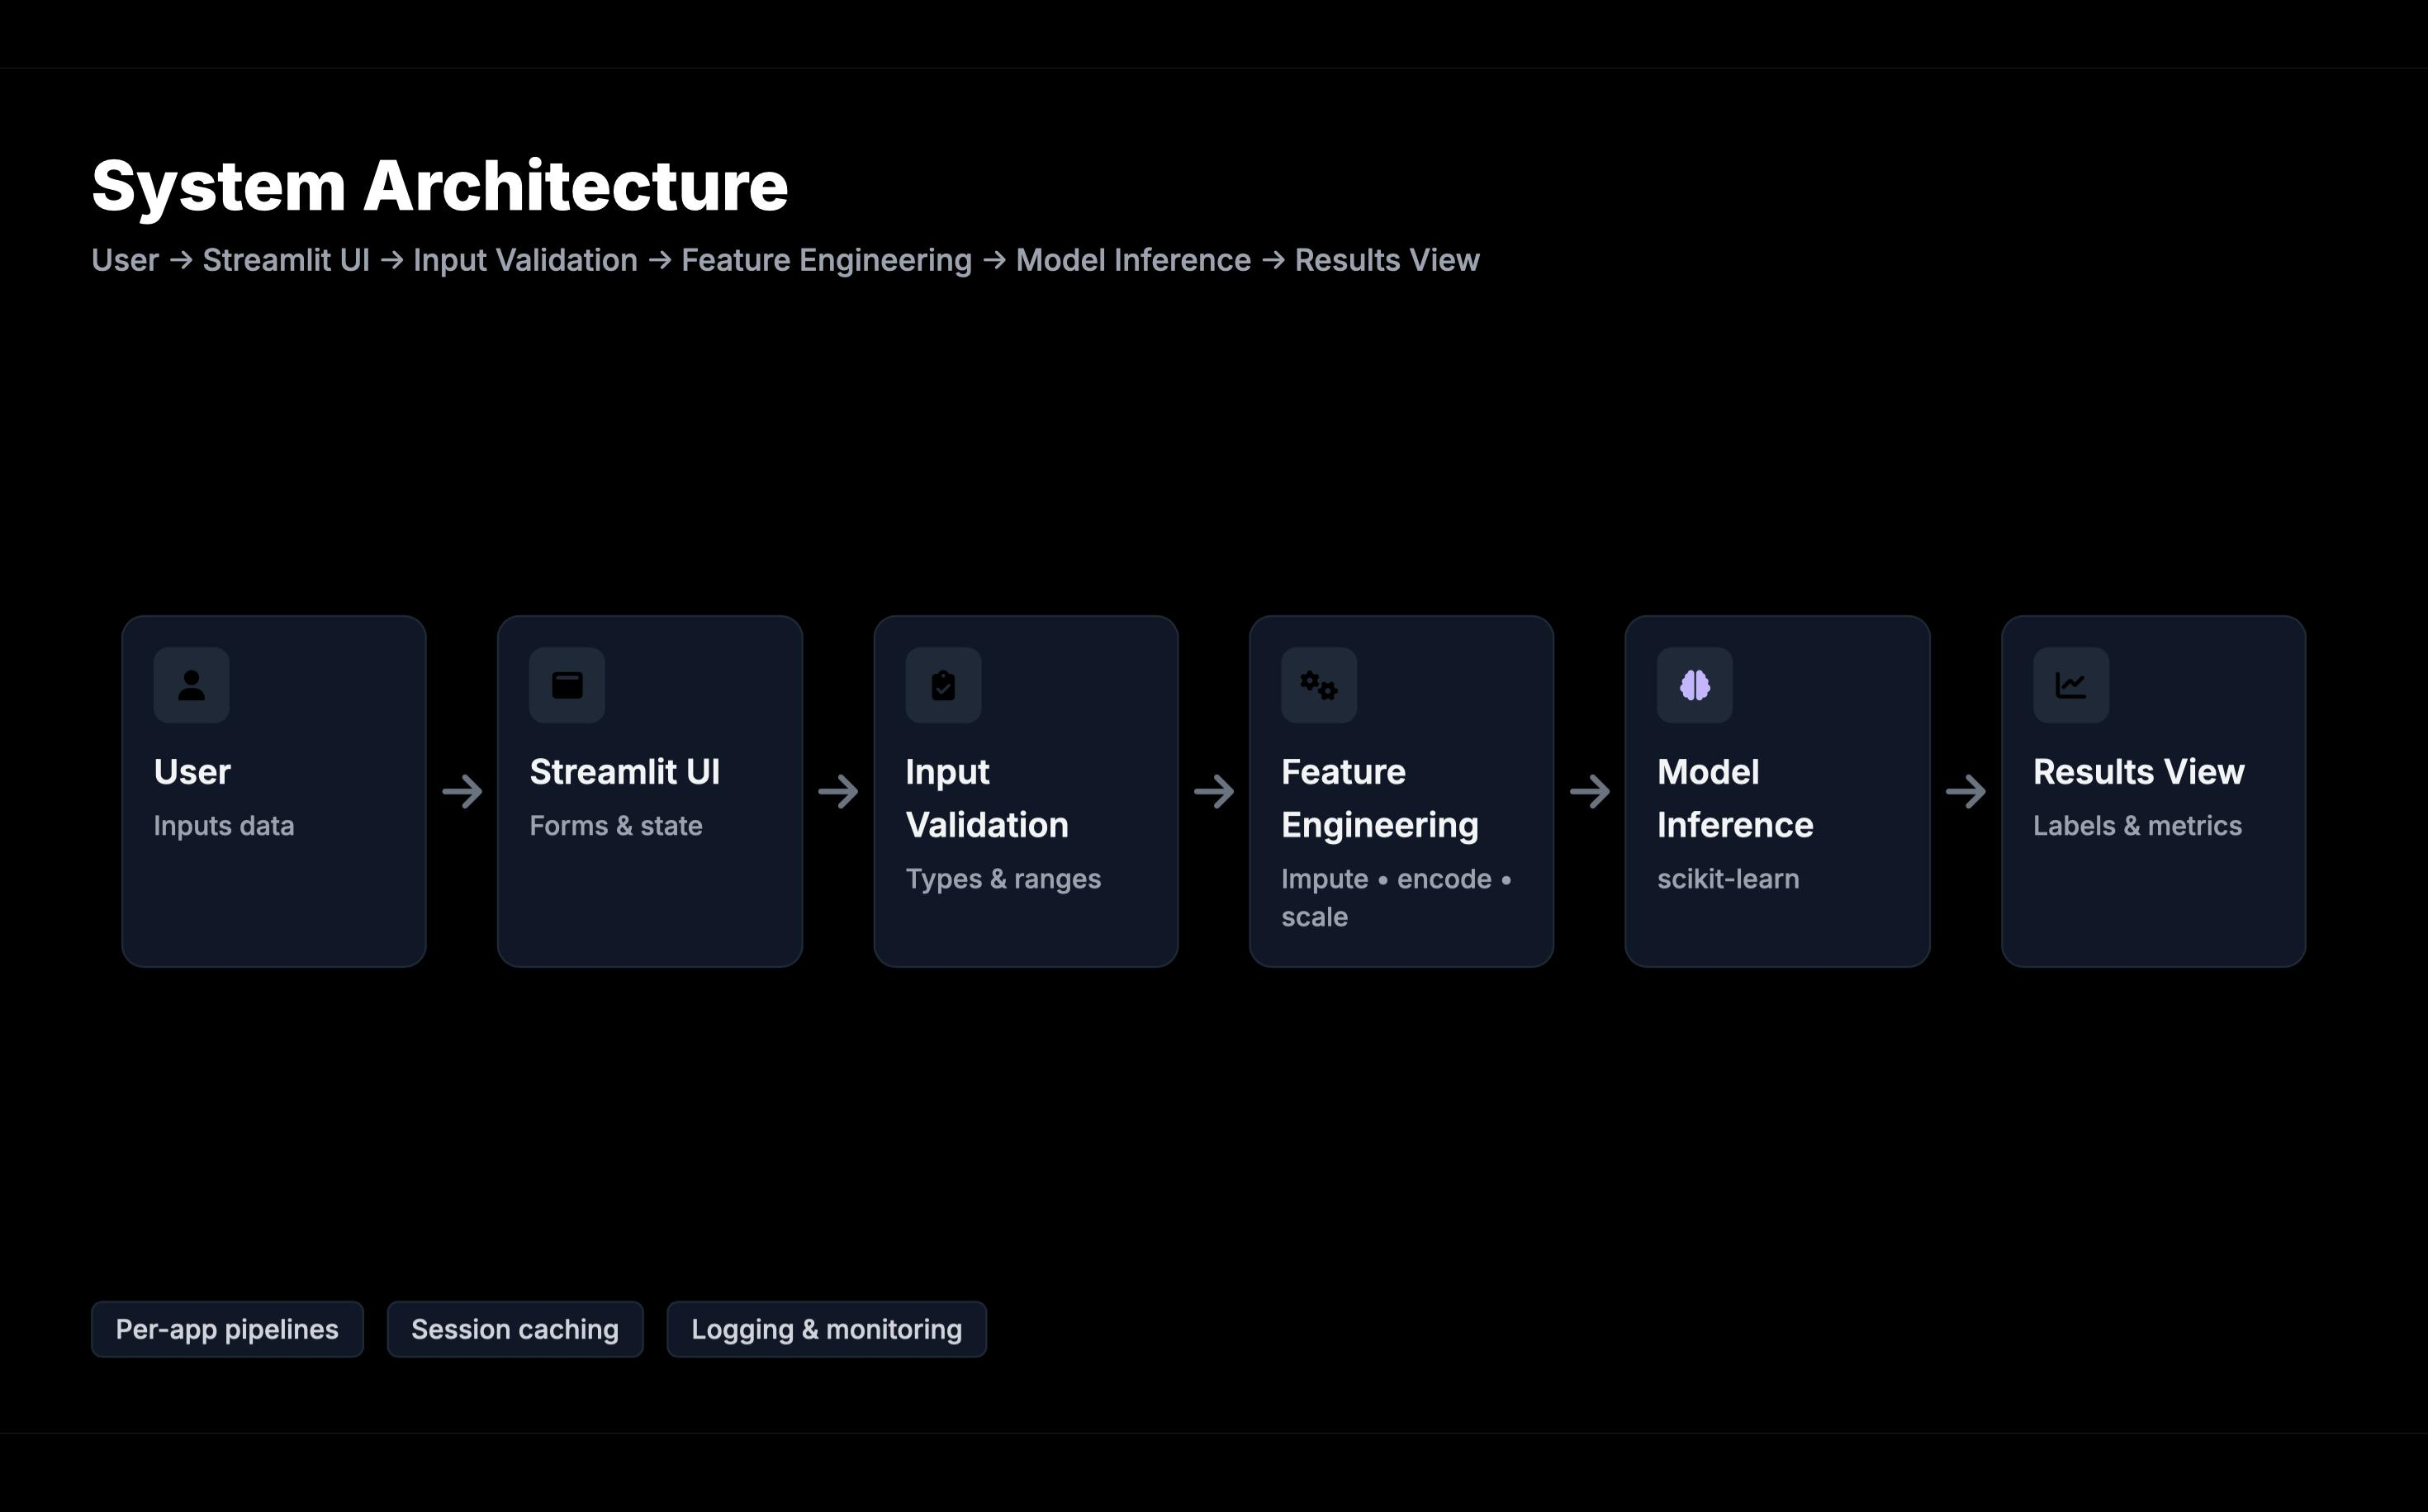 System Architecture
User → Streamlit UI → Input Validation → Feature Engineering → Model Inference → Results View
User
Inputs data
Streamlit UI
Forms & state
Input
Validation
Types & ranges
Feature
Engineering
Impute • encode •
scale
Model
Inference
scikit-learn
Results View
Labels & metrics
Per-app pipelines
Session caching
Logging & monitoring